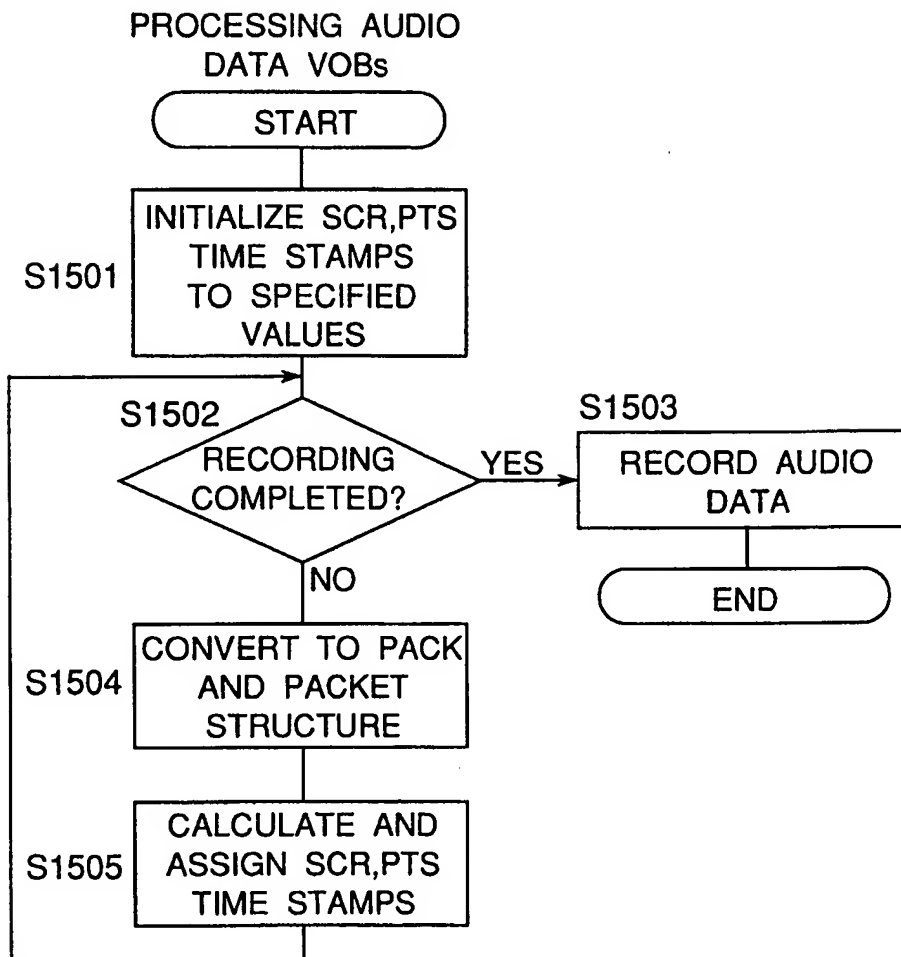 PROCESSING AUDIO
DATA VOBs
START
S1501
INITIALIZE SCR,PTS
TIME STAMPS
TO SPECIFIED
VALUES
S1502
RECORDING
COMPLETED?
YES
S1503
RECORD AUDIO
DATA
END
NO
S1504
CONVERT TO PACK
AND PACKET
STRUCTURE
S1505
CALCULATE AND
ASSIGN SCR,PTS
TIME STAMPS